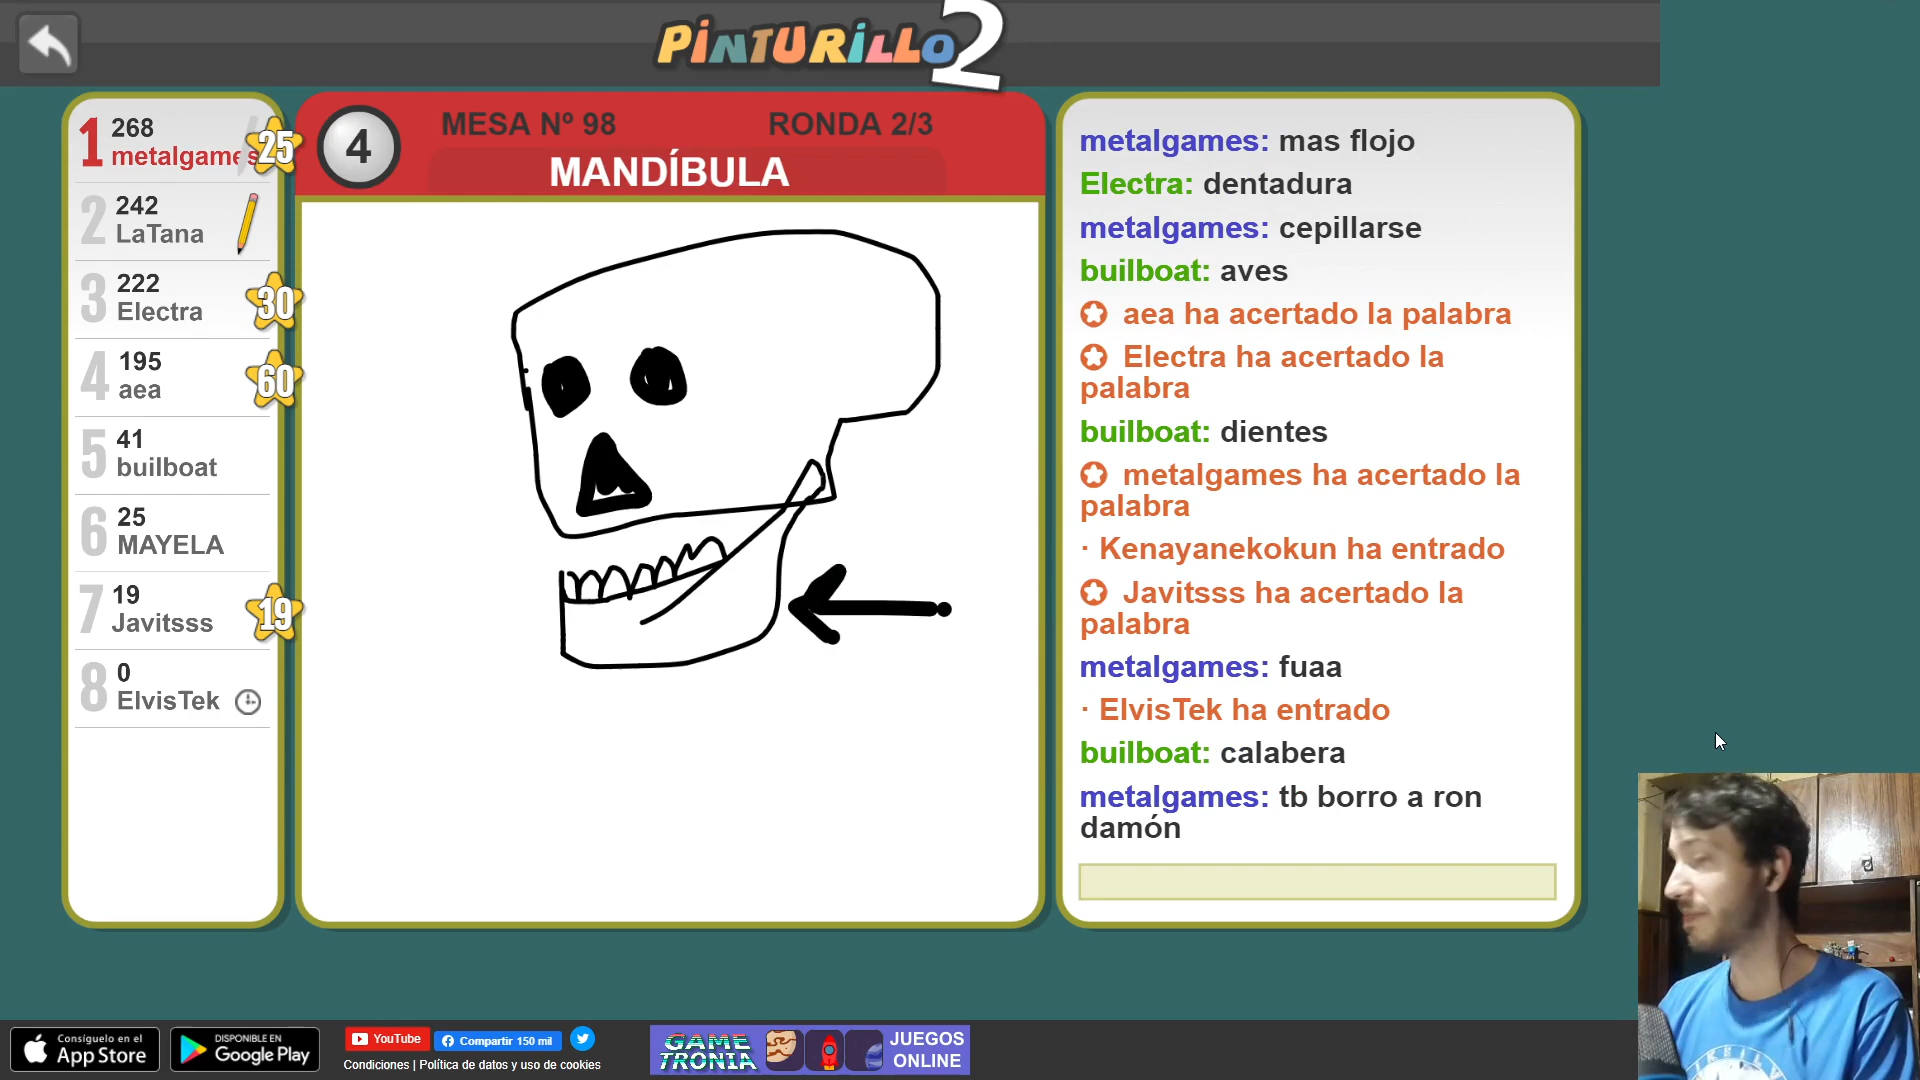 PINTURILLO 2
1 268
metalgames 25
2 242
LaTana
3 222
Electra 30
4 195
aea 60
5 41
builboat
6 25
MAYELA
7 19
Javitsss 19
8 0
ElvisTek
4
MESA Nº 98 RONDA 2/3
MANDÍBULA
metalgames: mas flojo
Electra: dentadura
metalgames: cepillarse
builboat: aves
aea ha acertado la palabra
Electra ha acertado la
palabra
builboat: dientes
metalgames ha acertado la
palabra
· Kenayanekokun ha entrado
Javitsss ha acertado la
palabra
metalgames: fuaa
· ElvisTek ha entrado
builboat: calabera
metalgames: tb borro a ron
damón
Consíguelo en el
App Store
DISPONIBLE EN
Google Play
YouTube
Compartir 150 mil
Condiciones | Política de datos y uso de cookies
GAME
TRONIA
JUEGOS
ONLINE